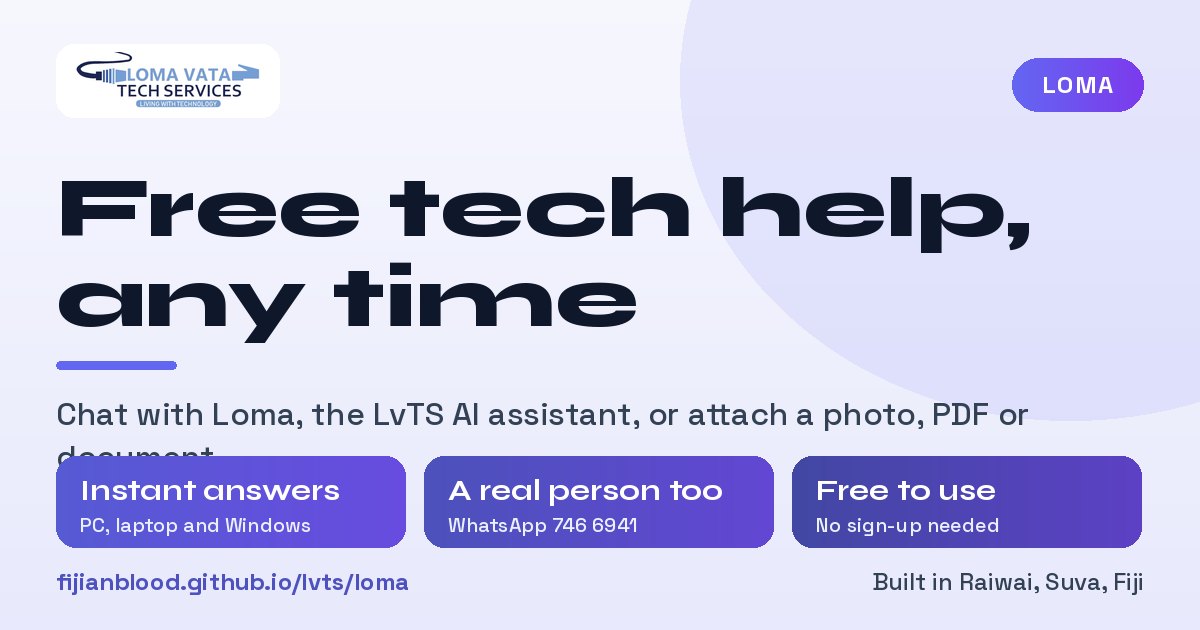 LOMA VATA
TECH SERVICES
LIVING WITH TECHNOLOGY
LOMA
Free tech help,
any time
Chat with Loma, the LvTS AI assistant, or attach a photo, PDF or
document
Instant answers
PC, laptop and Windows
A real person too
WhatsApp 746 6941
Free to use
No sign-up needed
fijianblood.github.io/lvts/loma
Built in Raiwai, Suva, Fiji